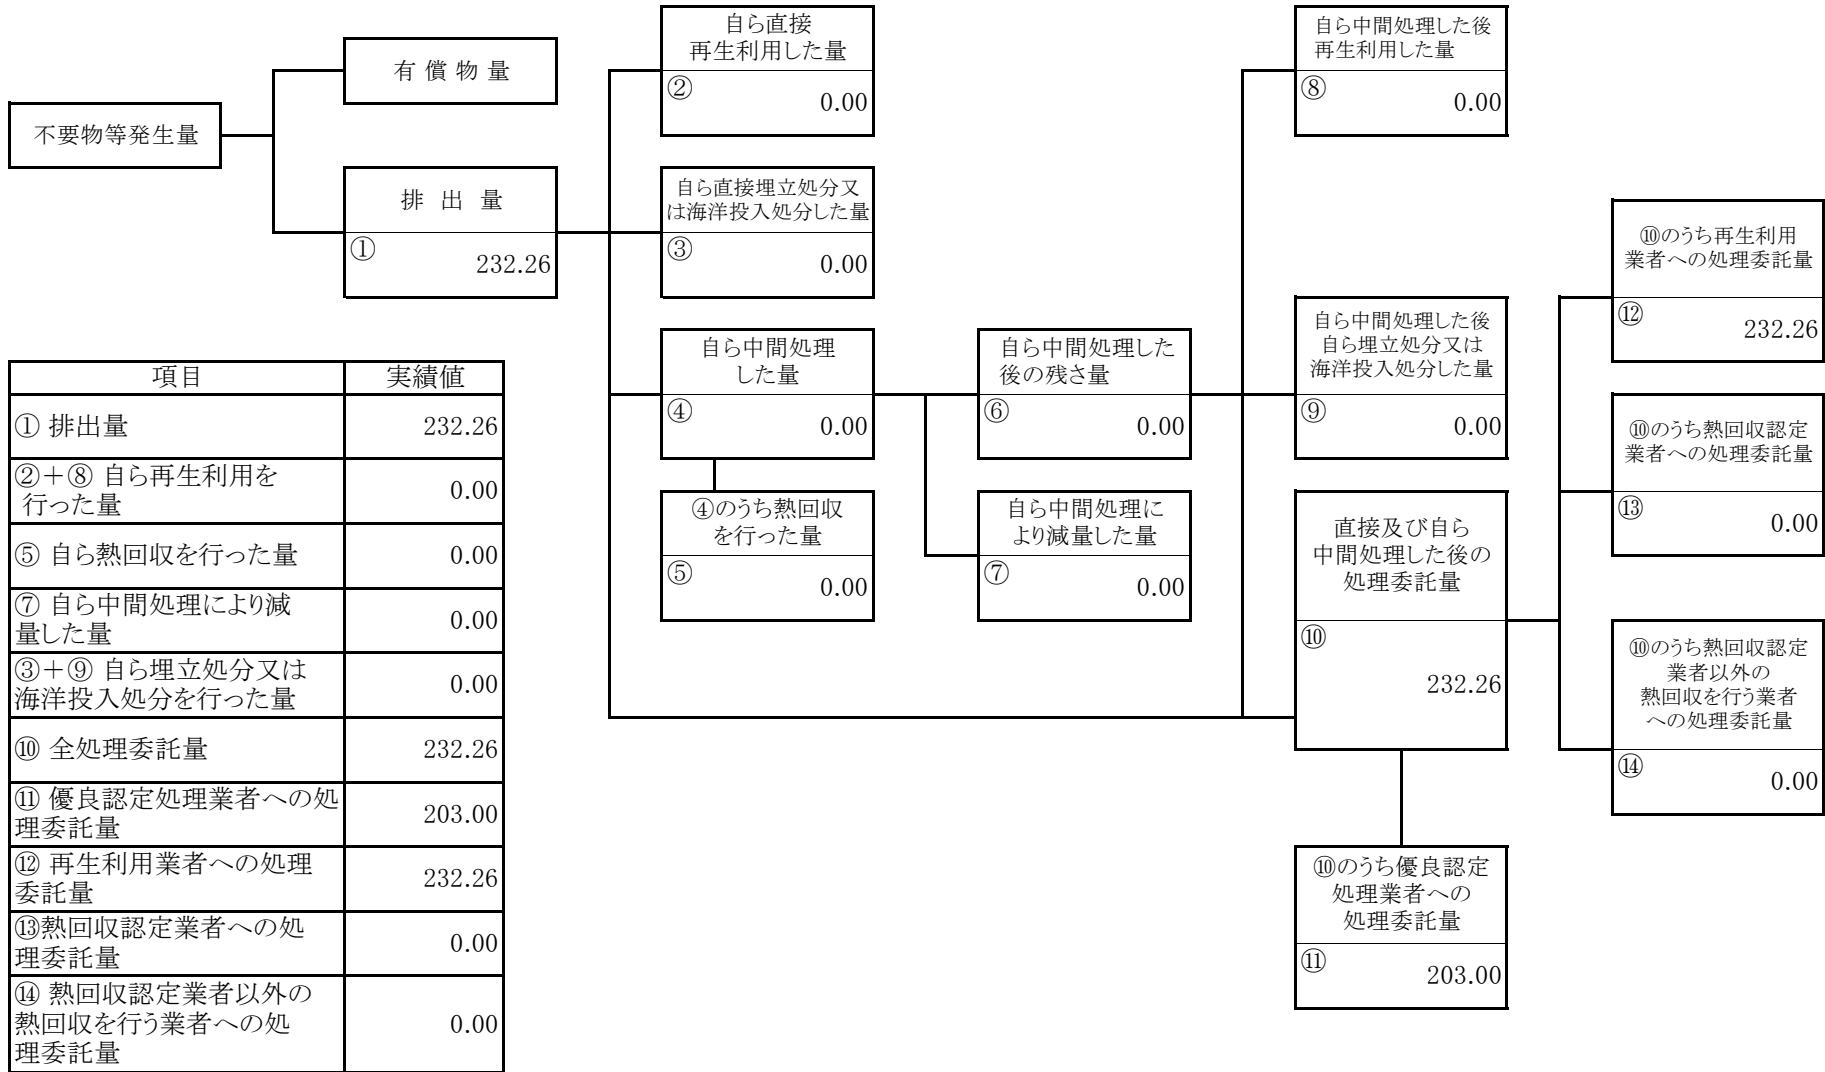 不要物等発生量
有 償 物 量
排 出 量
①
232.26
自ら直接
再生利用した量
②
0.00
自ら直接埋立処分又
は海洋投入処分した量
③
0.00
自ら中間処理
した量
④
0.00
④のうち熱回収
を行った量
⑤
0.00
自ら中間処理した
後の残さ量
⑥
0.00
自ら中間処理に
より減量した量
⑦
0.00
自ら中間処理した後
再生利用した量
⑧
0.00
自ら中間処理した後
自ら埋立処分又は
海洋投入処分した量
⑨
0.00
直接及び自ら
中間処理した後の
処理委託量
⑩
232.26
⑩のうち優良認定
処理業者への
処理委託量
⑪
203.00
⑩のうち再生利用
業者への処理委託量
⑫
232.26
⑩のうち熱回収認定
業者への処理委託量
⑬
0.00
⑩のうち熱回収認定
業者以外の
熱回収を行う業者
への処理委託量
⑭
0.00
項目 実績値
① 排出量 232.26
②＋⑧ 自ら再生利用を
行った量 0.00
⑤ 自ら熱回収を行った量 0.00
⑦ 自ら中間処理により減
量した量 0.00
③＋⑨ 自ら埋立処分又は
海洋投入処分を行った量 0.00
⑩ 全処理委託量 232.26
⑪ 優良認定処理業者への処
理委託量 203.00
⑫ 再生利用業者への処理
委託量 232.26
⑬熱回収認定業者への処
理委託量 0.00
⑭ 熱回収認定業者以外の
熱回収を行う業者への処
理委託量 0.00